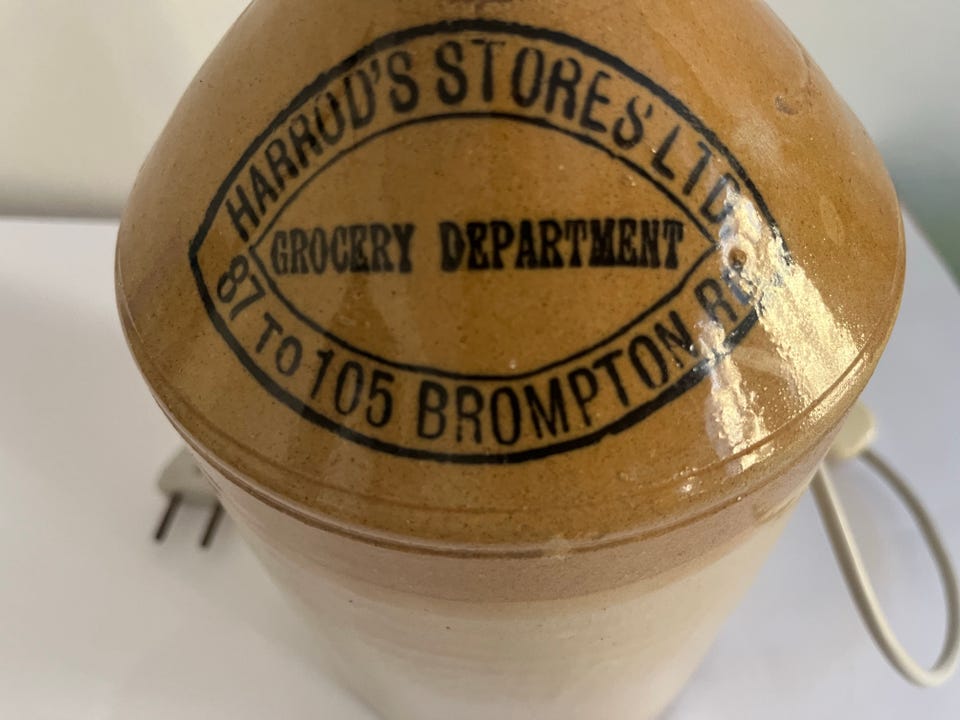 HARROD'S STORES LTD
GROCERY DEPARTMENT
87 TO 105 BROMPTON RD